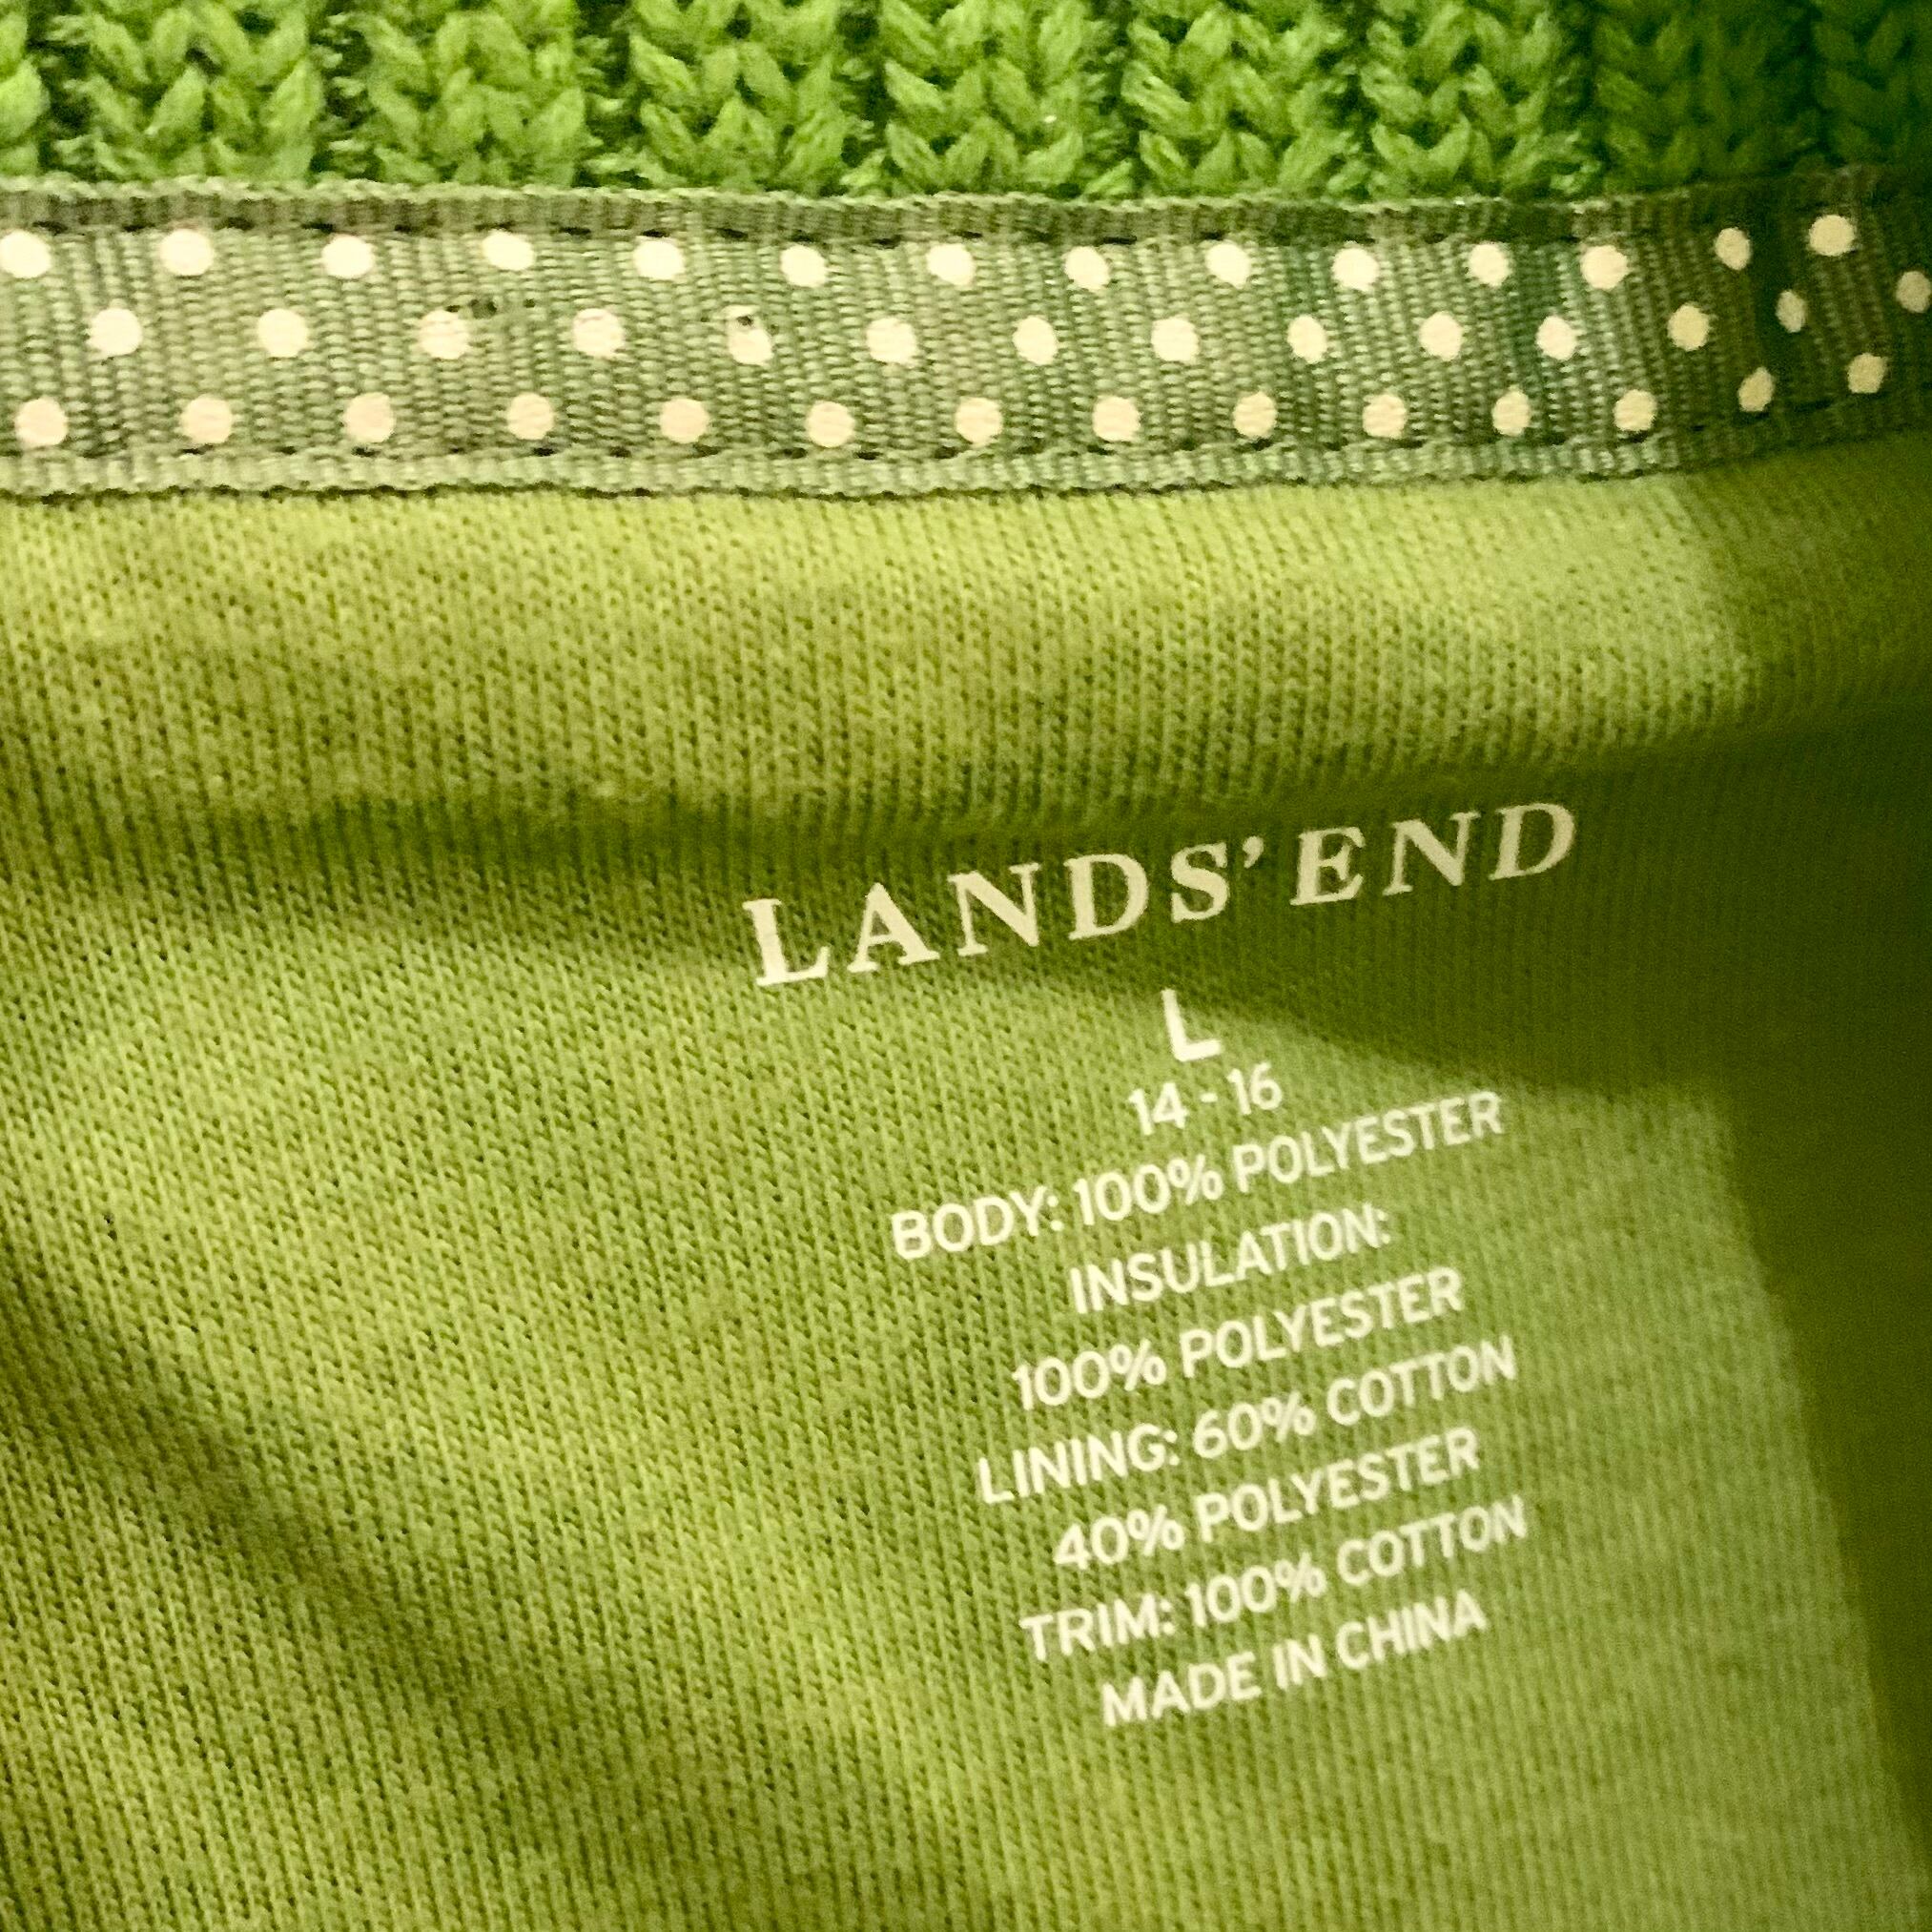 LANDS' END
L
14 - 16
BODY: 100% POLYESTER
INSULATION:
100% POLYESTER
LINING: 60% COTTON
40% POLYESTER
TRIM: 100% COTTON
MADE IN CHINA